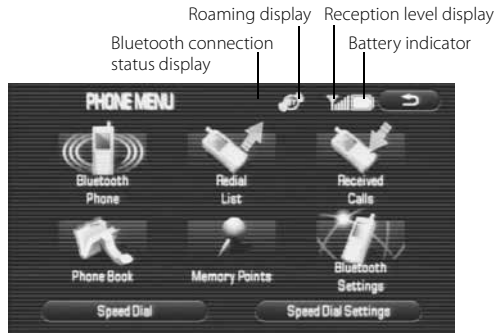 Roaming display
Reception level display
Bluetooth connection
status display
Battery indicator
PHONE MENU
Bluetooth
Phone
Redial
List
Received
Calls
Phone Book
Memory Points
Bluetooth
Settings
Speed Dial
Speed Dial Settings